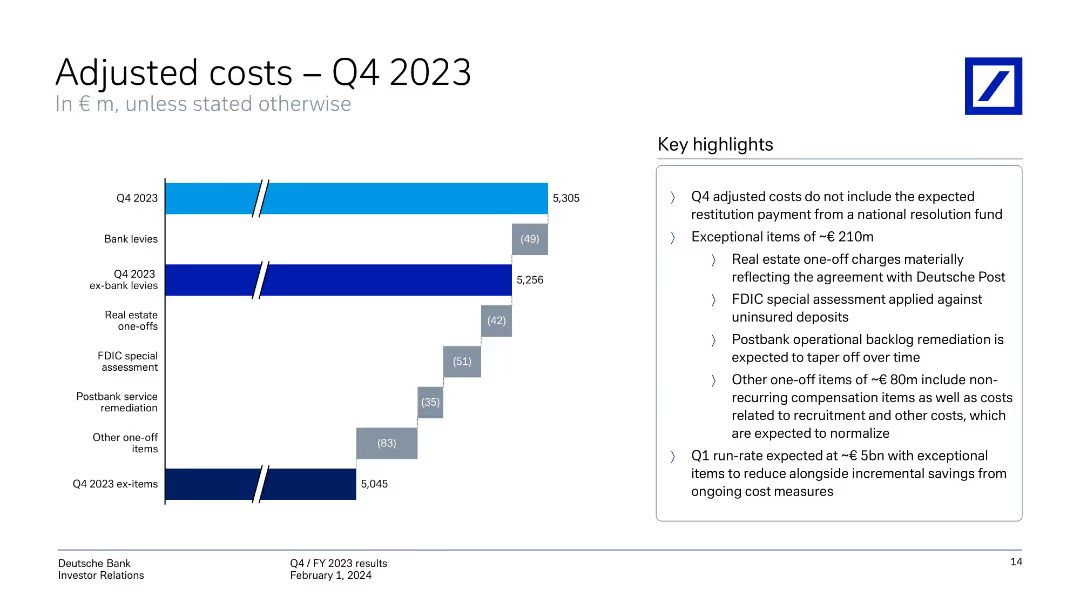 Adjusted costs – Q4 2023
In € m, unless stated otherwise
Q4 2023
5,305
Bank levies
(49)
Q4 2023
ex-bank levies
5,256
Real estate
one-offs
(42)
FDIC special
assessment
(51)
Postbank service
remediation
(35)
Other one-off
items
(83)
Q4 2023 ex-items
5,045
Key highlights
〉 Q4 adjusted costs do not include the expected
restitution payment from a national resolution fund
〉 Exceptional items of ~€ 210m
〉 Real estate one-off charges materially
reflecting the agreement with Deutsche Post
〉 FDIC special assessment applied against
uninsured deposits
〉 Postbank operational backlog remediation is
expected to taper off over time
〉 Other one-off items of ~€ 80m include non-
recurring compensation items as well as costs
related to recruitment and other costs, which
are expected to normalize
〉 Q1 run-rate expected at ~€ 5bn with exceptional
items to reduce alongside incremental savings from
ongoing cost measures
Deutsche Bank
Investor Relations
Q4 / FY 2023 results
February 1, 2024
14